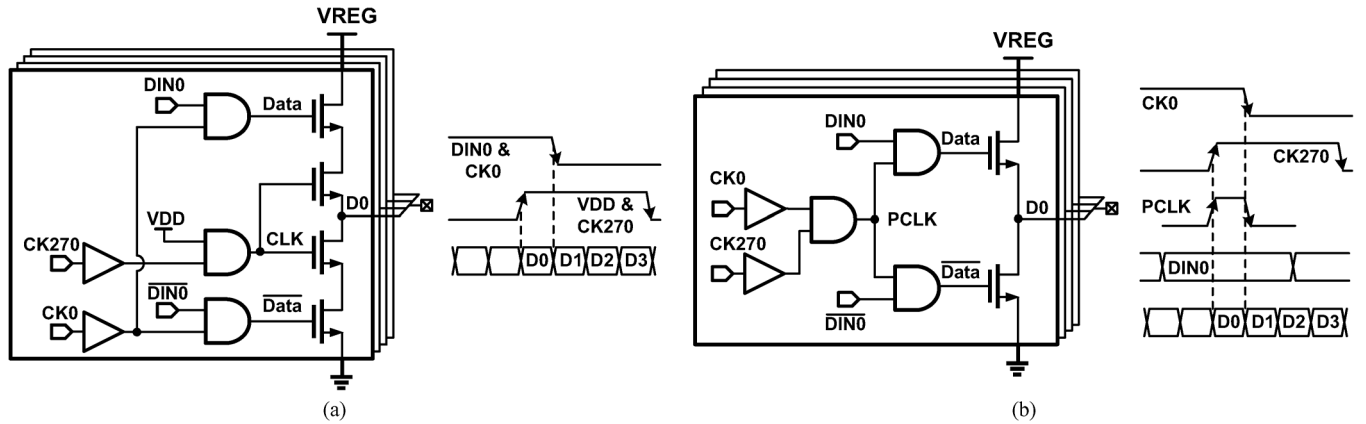 VREG
DIN0
Data
VDD
CLK
D0
CK270
DIN0
Data
CK0
DIN0 &
CK0
VDD &
CK270
D0 D1 D2 D3
(a)
VREG
DIN0
Data
CK0
PCLK
D0
CK270
Data
DIN0
CK0
CK270
PCLK
DIN0
D0 D1 D2 D3
(b)